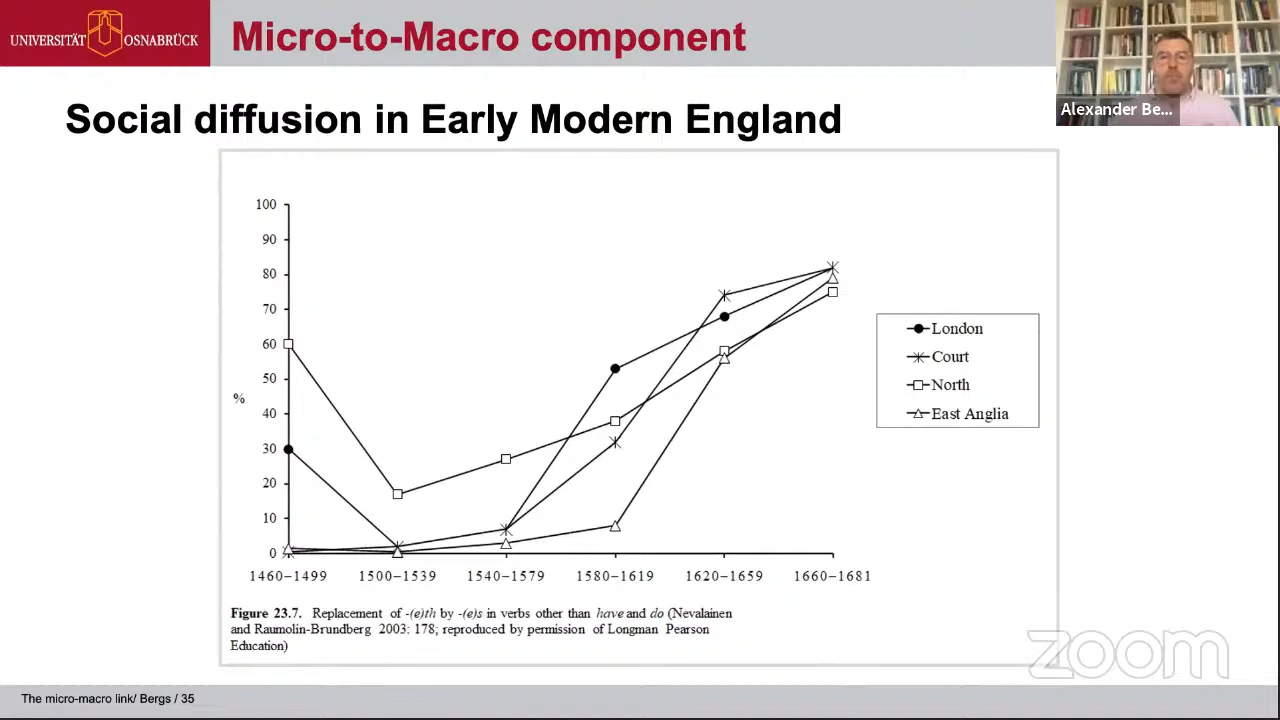 UNIVERSITÄT OSNABRÜCK
Micro-to-Macro component
Alexander Be...
Social diffusion in Early Modern England
100
90
80
70
60
50
%
40
30
20
10
0
1460–1499 1500–1539 1540–1579 1580–1619 1620–1659 1660–1681
London
Court
North
East Anglia
Figure 23.7. Replacement of -(e)th by -(e)s in verbs other than have and do (Nevalainen
and Raumolin-Brundberg 2003: 178; reproduced by permission of Longman Pearson
Education)
zoom
The micro-macro link/ Bergs / 35